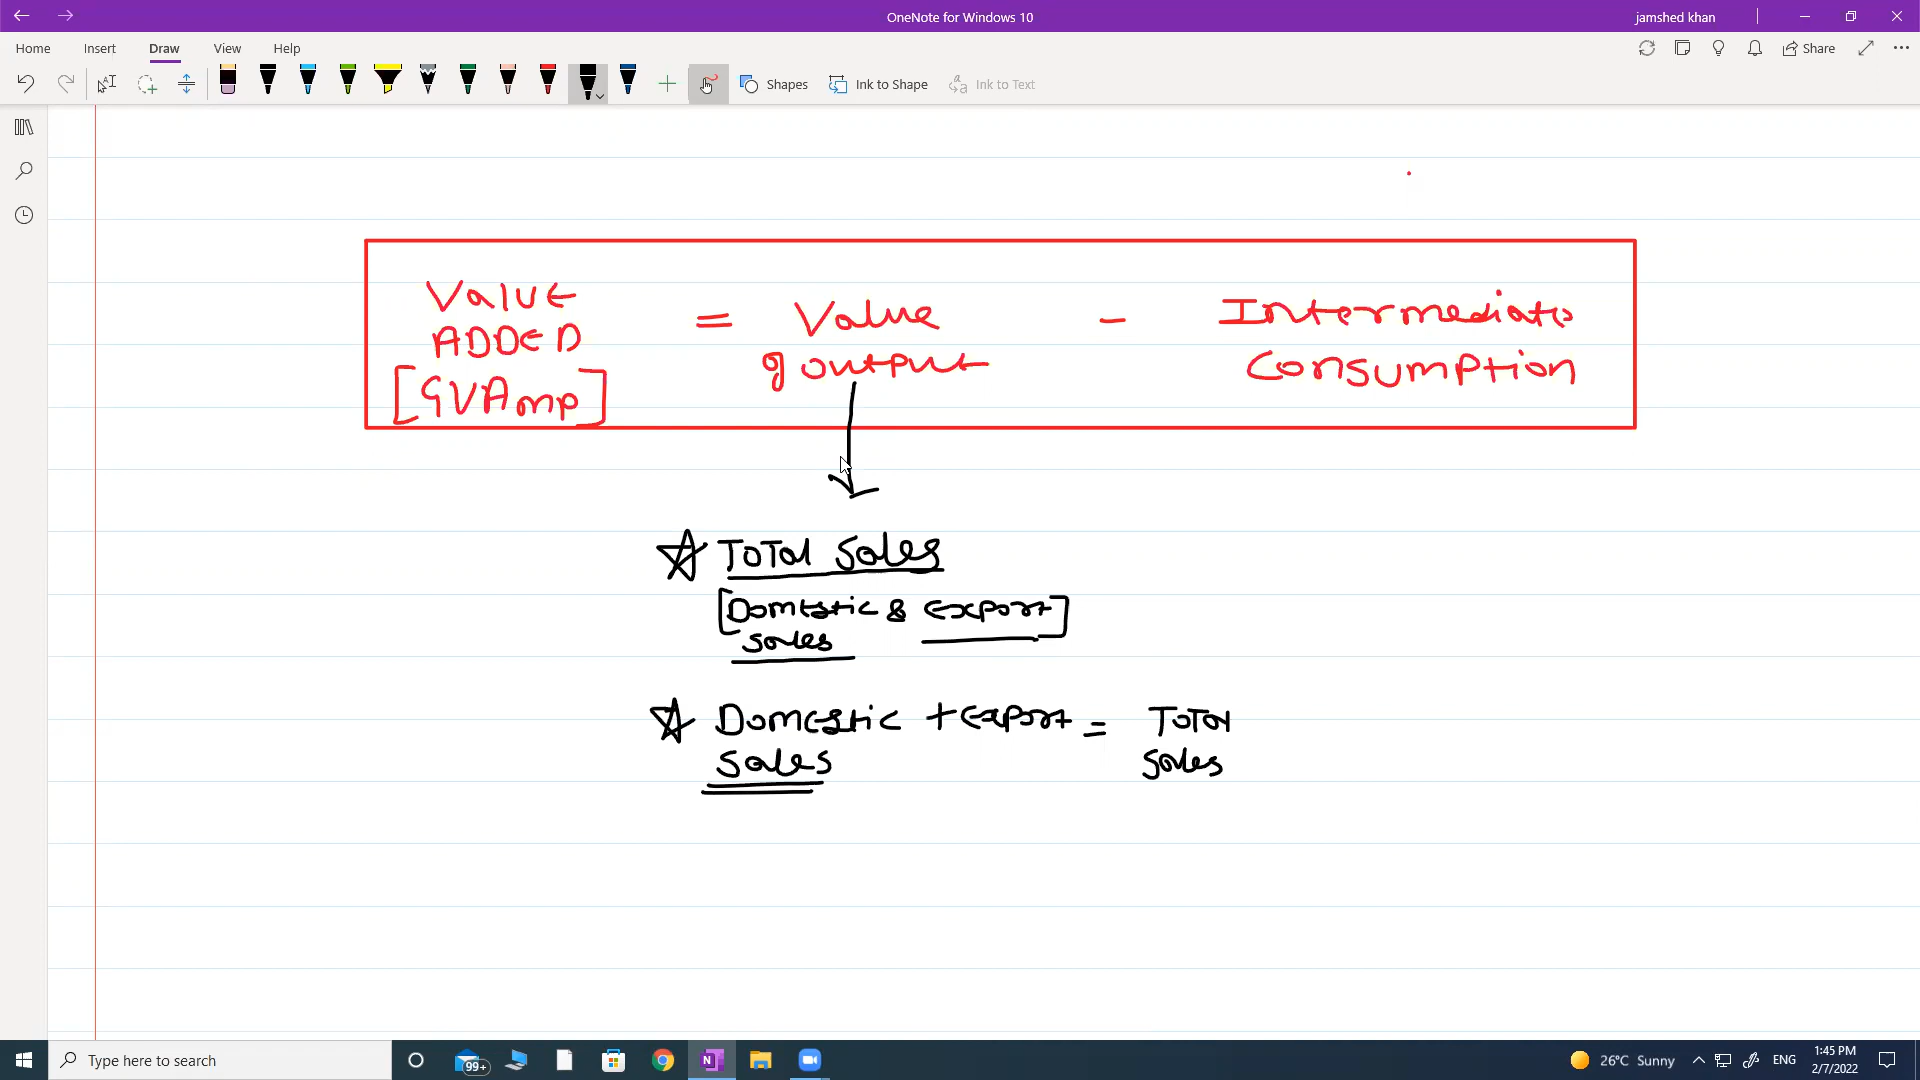 OneNote for Windows 10
jamshed khan
Home Insert Draw View Help
Share
Shapes
Ink to Shape
Ink to Text
VALUE
ADDED
[GVAmp]
= Value
of output
- Intermediate
Consumption
Total Sales
[Domestic & Export]
Sales
Domestic + Export = Total
Sales Sales
Type here to search
99+
N
26°C Sunny
ENG
1:45 PM
2/7/2022